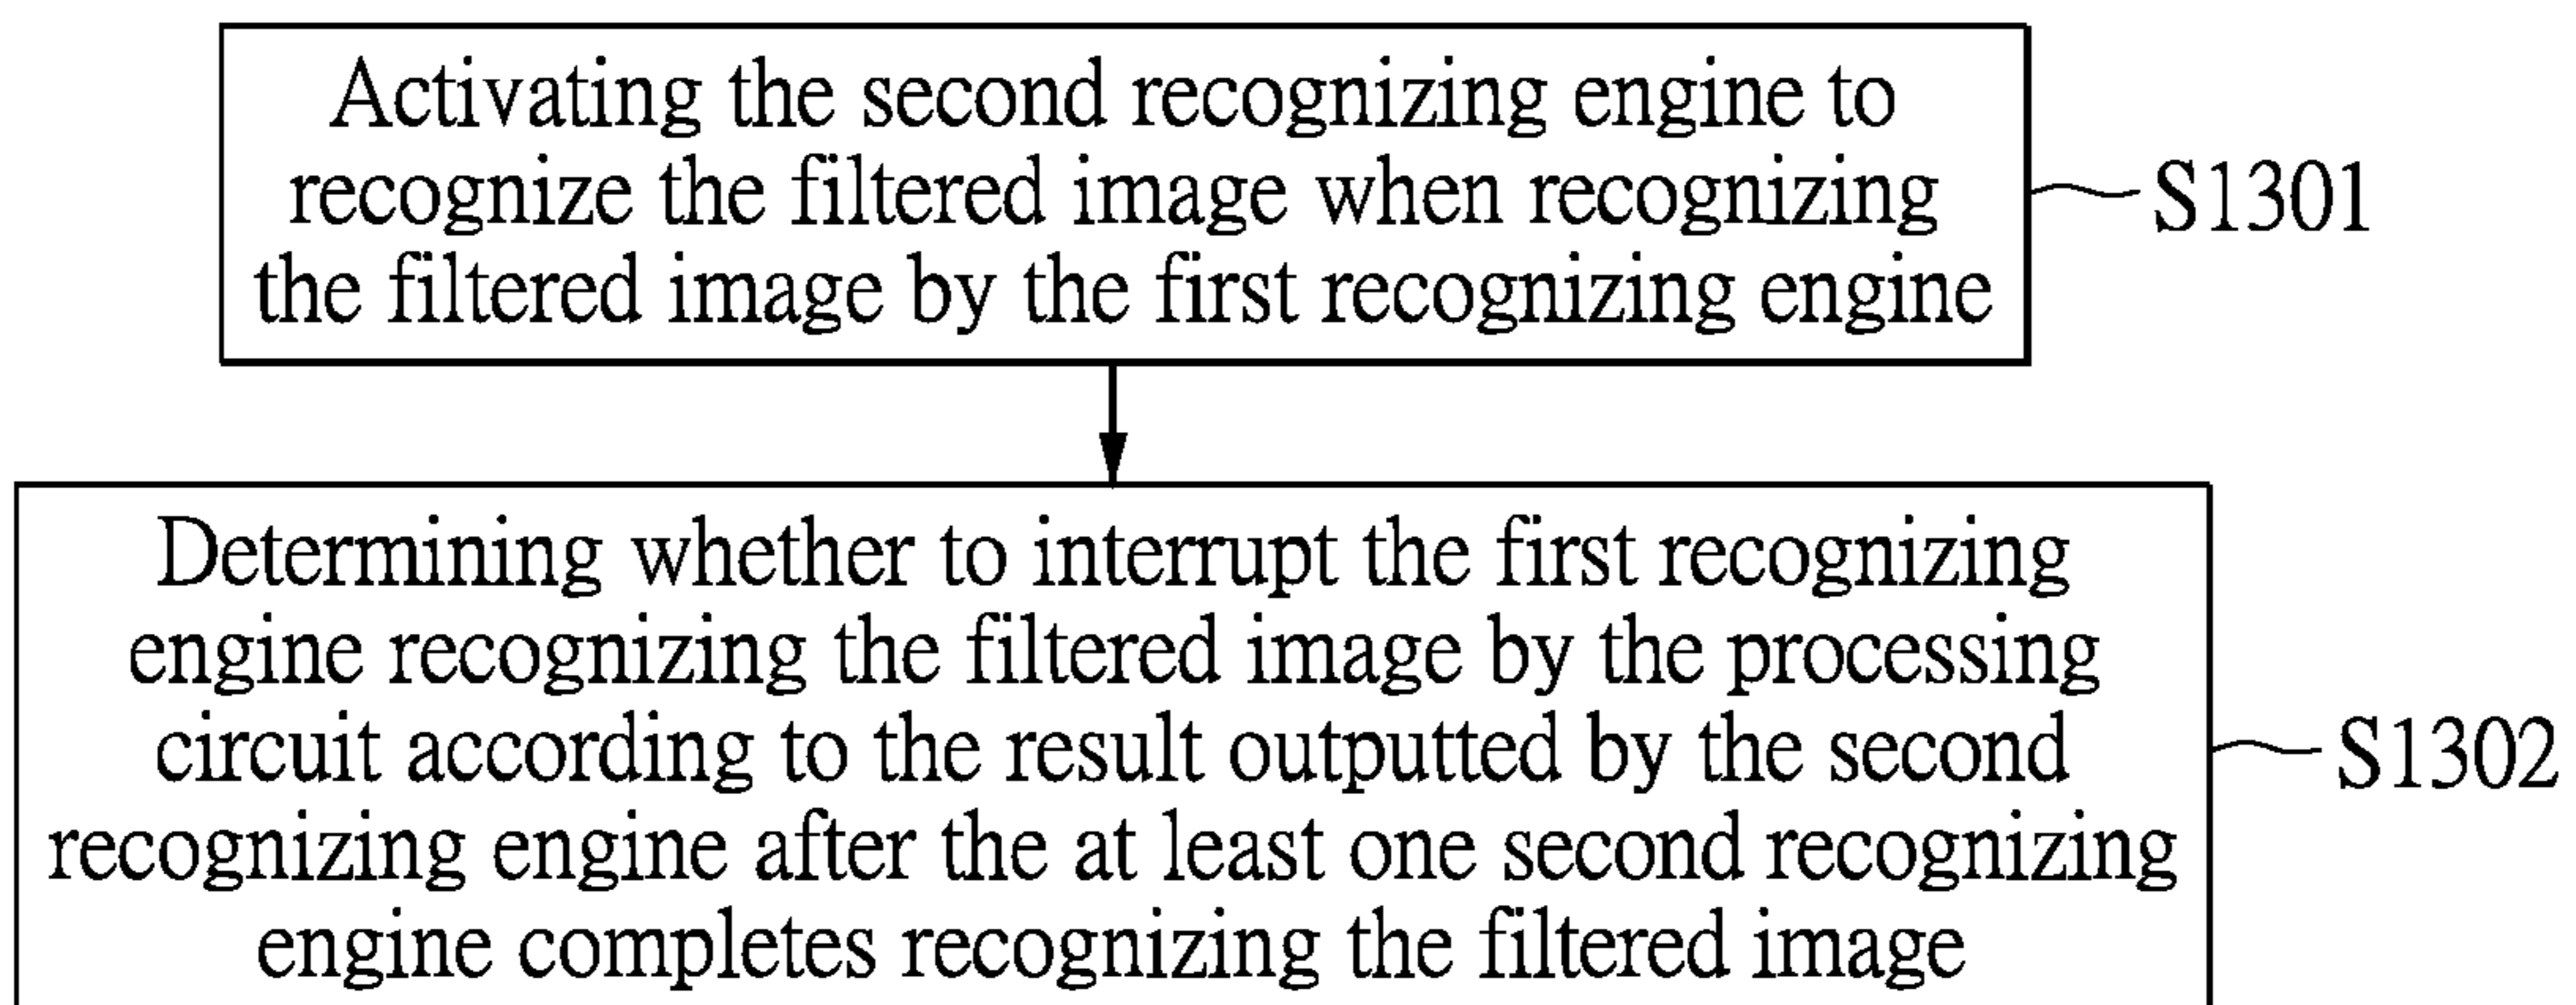 Activating the second recognizing engine to
recognize the filtered image when recognizing
the filtered image by the first recognizing engine
S1301
Determining whether to interrupt the first recognizing
engine recognizing the filtered image by the processing
circuit according to the result outputted by the second
recognizing engine after the at least one second recognizing
engine completes recognizing the filtered image
S1302